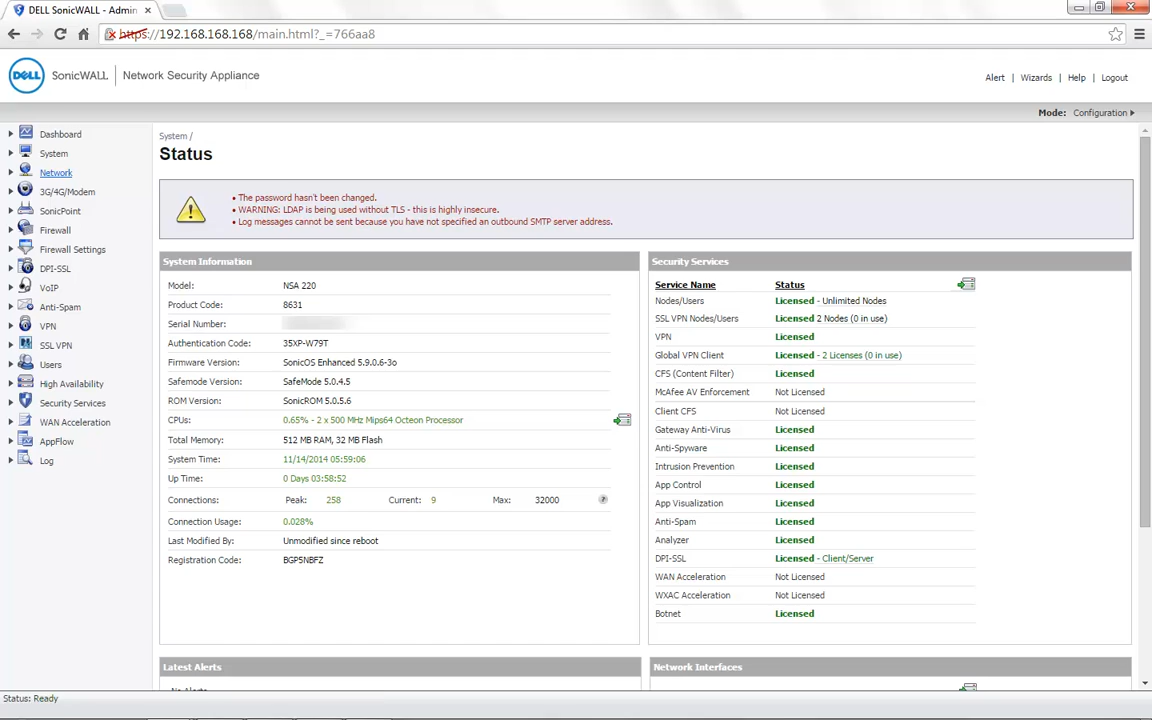 DELL SonicWALL - Admin
https://192.168.168.168/main.html?_=766aa8
DELL SonicWALL | Network Security Appliance
Alert | Wizards | Help | Logout
Mode: Configuration
Dashboard
System
Network
3G/4G/Modem
SonicPoint
Firewall
Firewall Settings
DPI-SSL
VoIP
Anti-Spam
VPN
SSL VPN
Users
High Availability
Security Services
WAN Acceleration
AppFlow
Log
System /
Status
The password hasn't been changed.
WARNING: LDAP is being used without TLS - this is highly insecure.
Log messages cannot be sent because you have not specified an outbound SMTP server address.
System Information
Model: NSA 220
Product Code: 8631
Serial Number:
Authentication Code: 35XP-W79T
Firmware Version: SonicOS Enhanced 5.9.0.6-3o
Safemode Version: SafeMode 5.0.4.5
ROM Version: SonicROM 5.0.5.6
CPUs: 0.65% - 2 x 500 MHz Mips64 Octeon Processor
Total Memory: 512 MB RAM, 32 MB Flash
System Time: 11/14/2014 05:59:06
Up Time: 0 Days 03:58:52
Connections: Peak: 258 Current: 9 Max: 32000
Connection Usage: 0.028%
Last Modified By: Unmodified since reboot
Registration Code: BGP5NBFZ
Security Services
Service Name Status
Nodes/Users Licensed - Unlimited Nodes
SSL VPN Nodes/Users Licensed 2 Nodes (0 in use)
VPN Licensed
Global VPN Client Licensed - 2 Licenses (0 in use)
CFS (Content Filter) Licensed
McAfee AV Enforcement Not Licensed
Client CFS Not Licensed
Gateway Anti-Virus Licensed
Anti-Spyware Licensed
Intrusion Prevention Licensed
App Control Licensed
App Visualization Licensed
Anti-Spam Licensed
Analyzer Licensed
DPI-SSL Licensed - Client/Server
WAN Acceleration Not Licensed
WXAC Acceleration Not Licensed
Botnet Licensed
Latest Alerts
No Alerts
Network Interfaces
Status: Ready